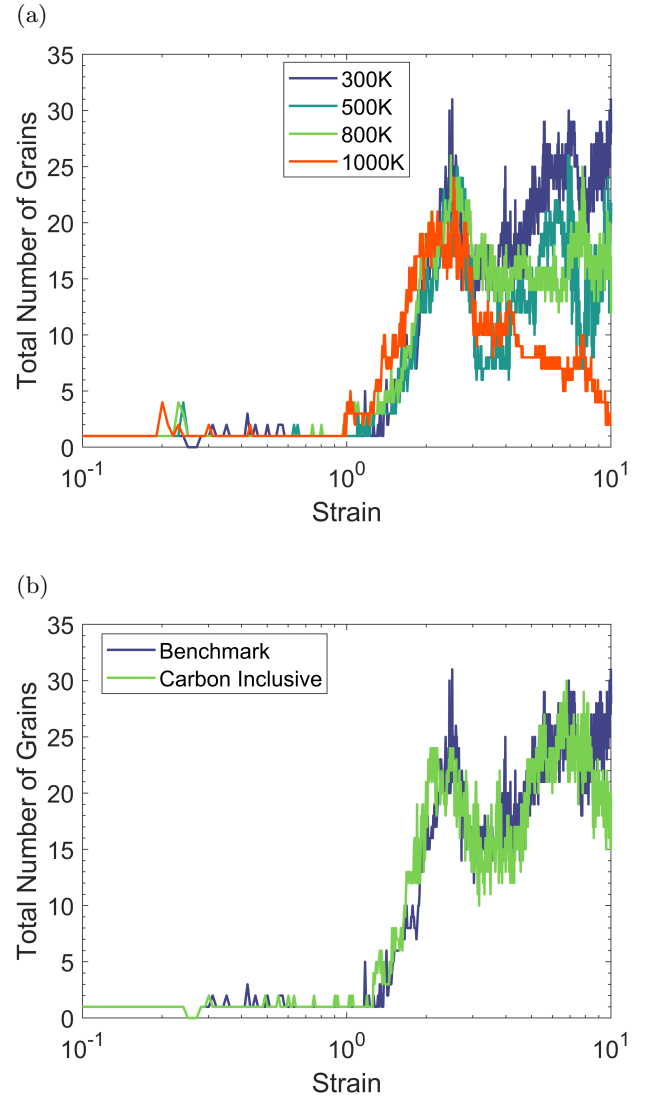 (a)
35
30
25
20
15
10
5
0
Total Number of Grains
300K
500K
800K
1000K
10^-1
10^0
10^1
Strain
(b)
35
30
25
20
15
10
5
0
Total Number of Grains
Benchmark
Carbon Inclusive
10^-1
10^0
10^1
Strain